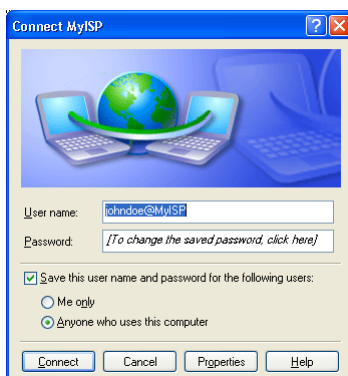 Connect MyISP
User name: johndoe@MyISP
Password: [To change the saved password, click here]
Save this user name and password for the following users:
Me only
Anyone who uses this computer
Connect Cancel Properties Help